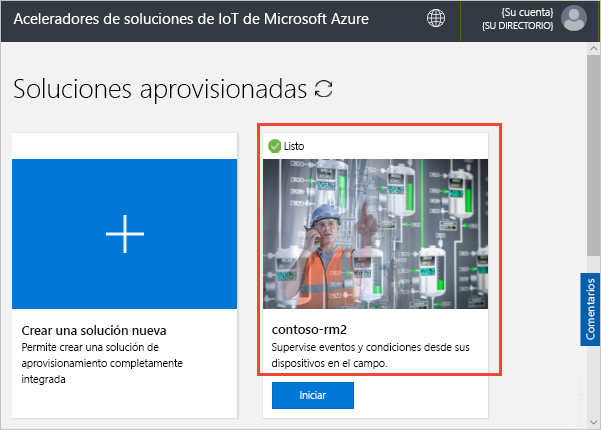 Aceleradores de soluciones de IoT de Microsoft Azure
{Su cuenta}
{SU DIRECTORIO}
Soluciones aprovisionadas
Listo
Crear una solución nueva
Permite crear una solución de
aprovisionamiento completamente
integrada
contoso-rm2
Supervise eventos y condiciones desde sus
dispositivos en el campo.
Iniciar
Comentarios